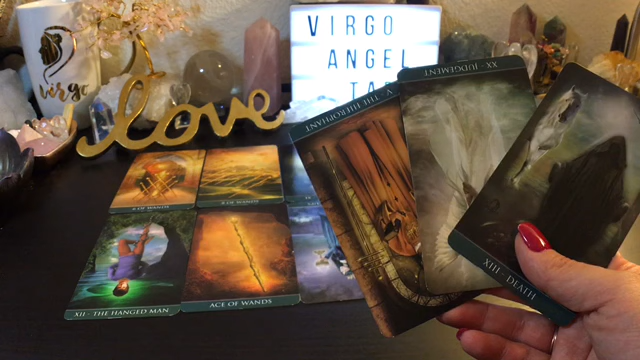 VIRGO
ANGEL
virgo
love
V · THE HIEROPHANT
XX · JUDGEMENT
XIII · DEATH
OF WANDS
OF WANDS
XII · THE HANGED MAN
ACE OF WANDS